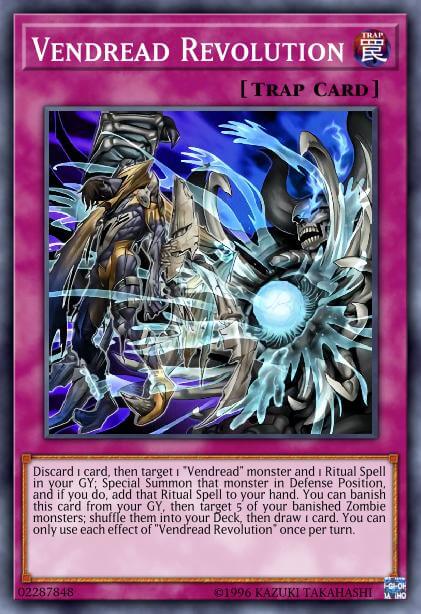 VENDREAD REVOLUTION
TRAP
罠
[TRAP CARD]
Discard 1 card, then target 1 "Vendread" monster and 1 Ritual Spell
in your GY; Special Summon that monster in Defense Position,
and if you do, add that Ritual Spell to your hand. You can banish
this card from your GY, then target 5 of your banished Zombie
monsters; shuffle them into your Deck, then draw 1 card. You can
only use each effect of "Vendread Revolution" once per turn.
02287848
©1996 KAZUKI TAKAHASHI